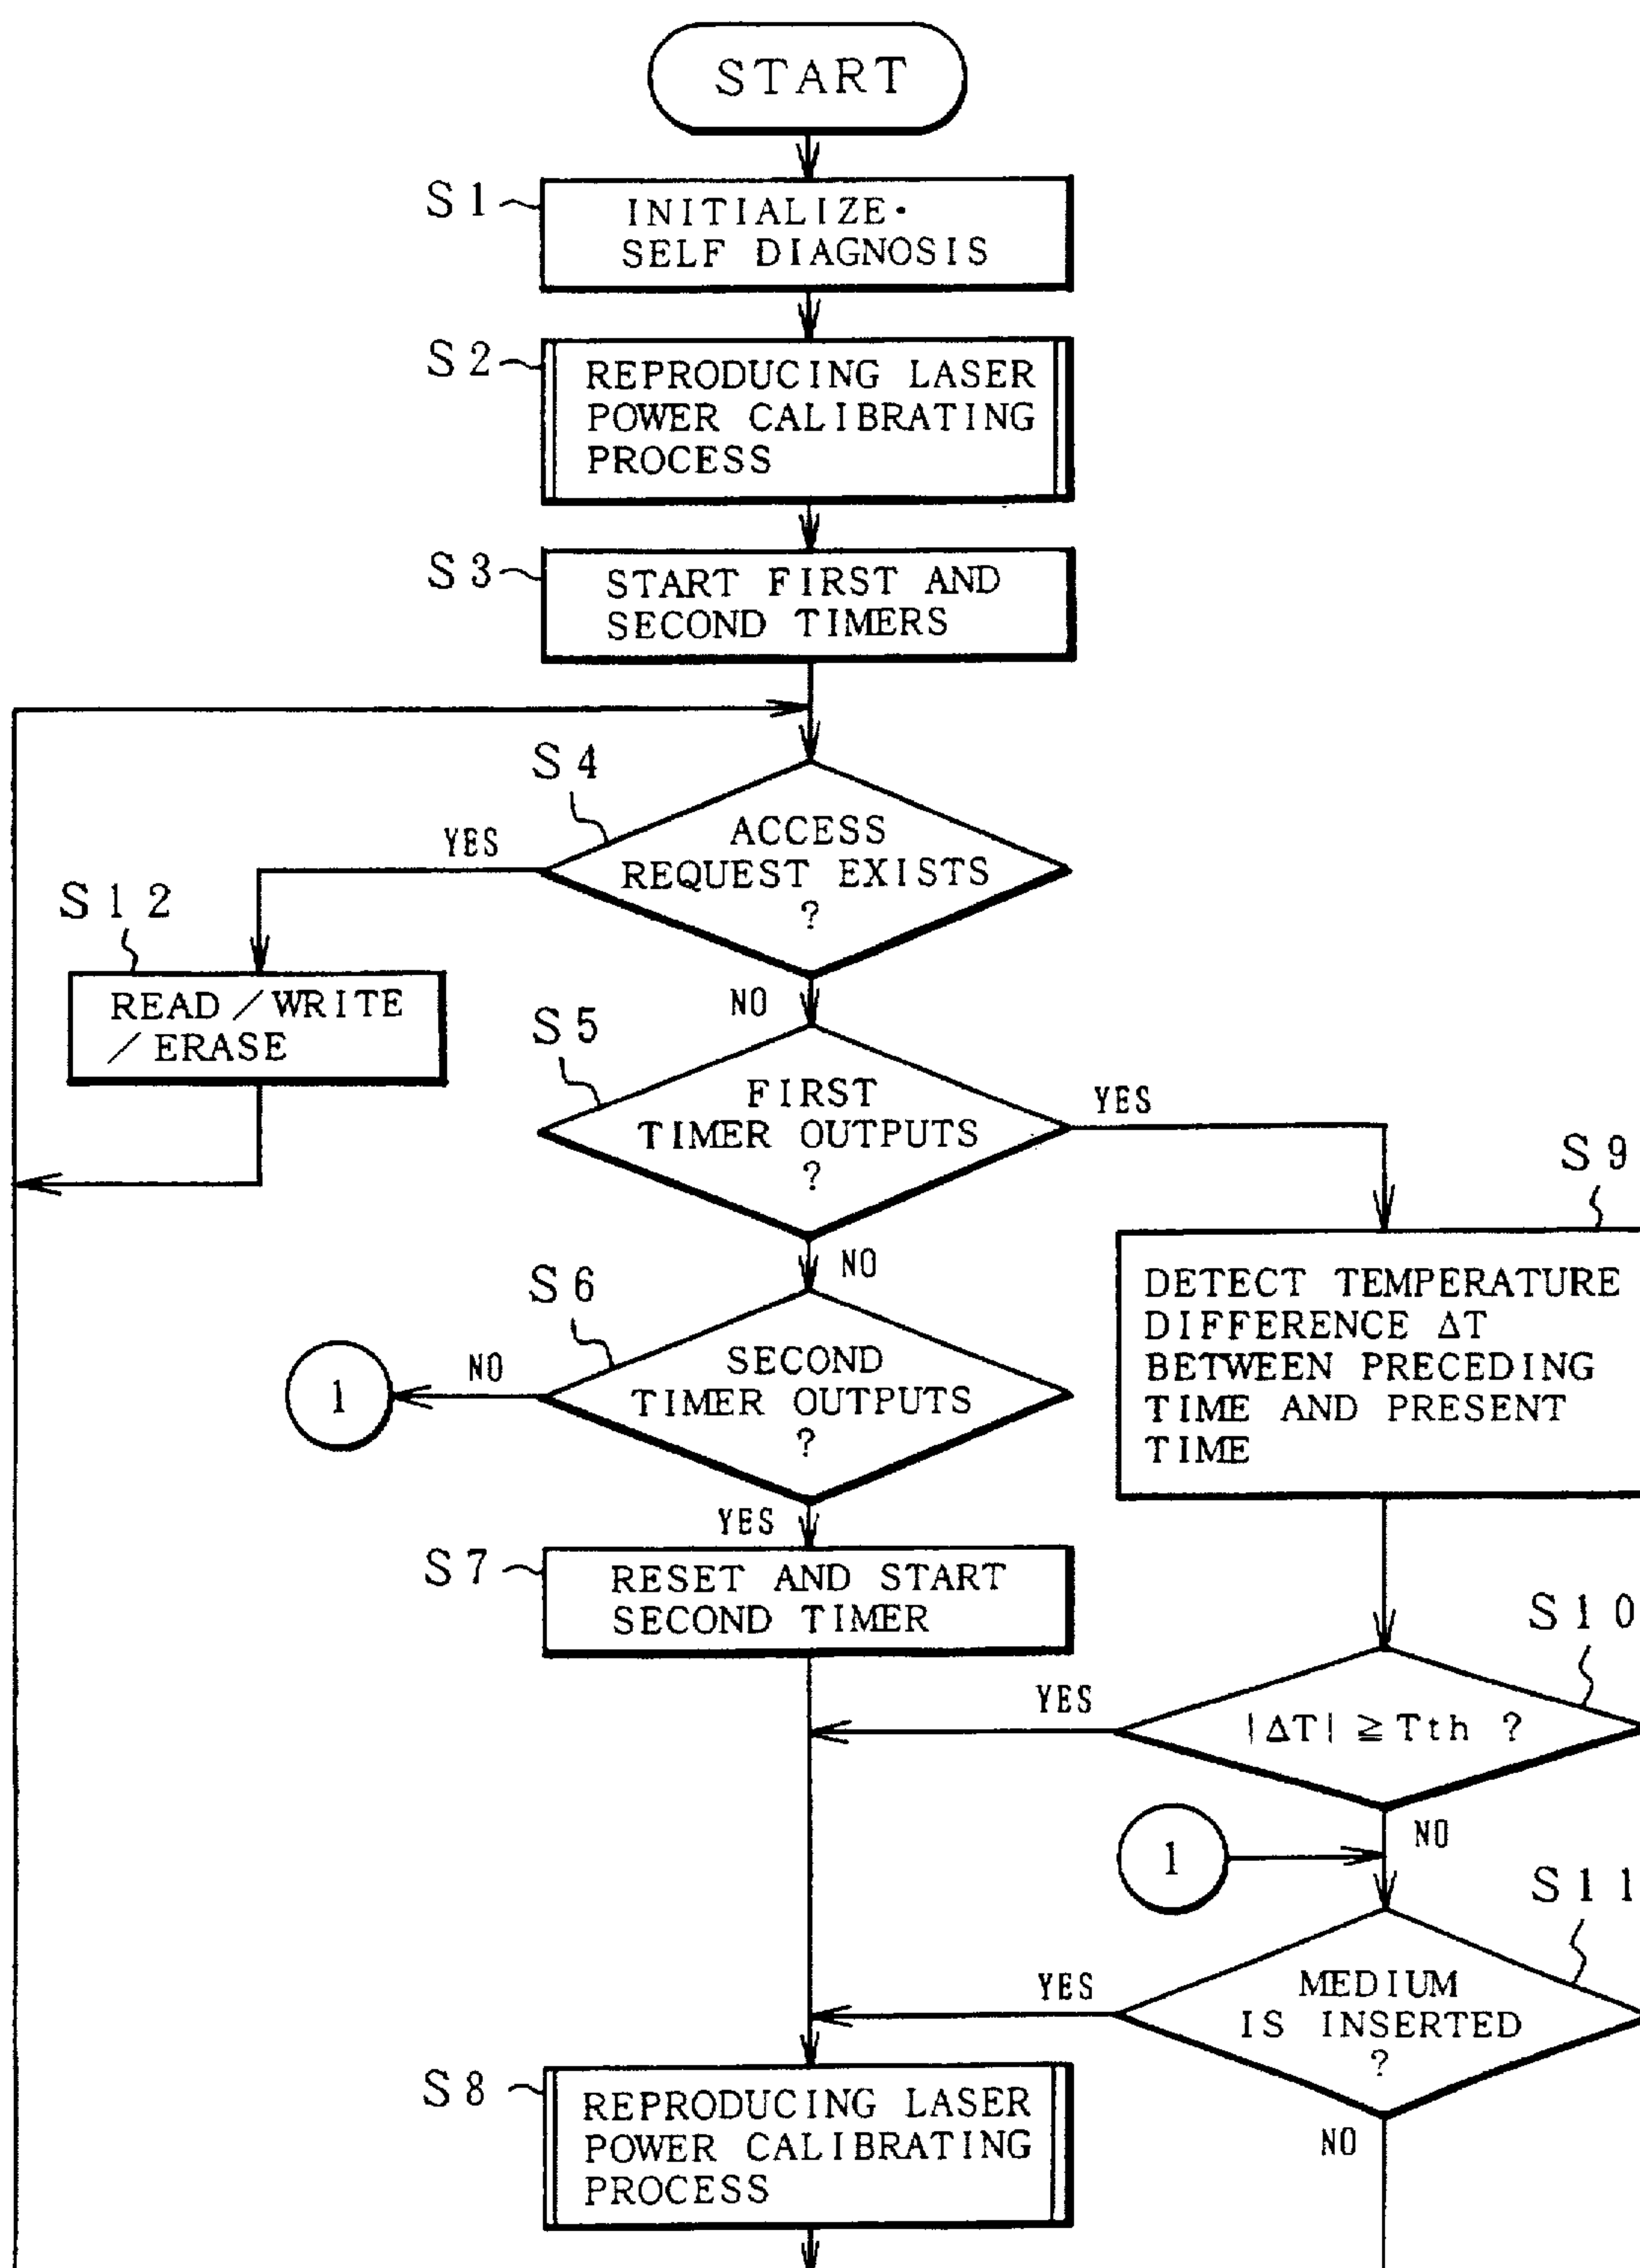 START
S1
INITIALIZE·
SELF DIAGNOSIS
S2
REPRODUCING LASER
POWER CALIBRATING
PROCESS
S3
START FIRST AND
SECOND TIMERS
S4
ACCESS
REQUEST EXISTS
?
YES
NO
S12
READ/WRITE
/ERASE
S5
FIRST
TIMER OUTPUTS
?
YES
NO
S9
DETECT TEMPERATURE
DIFFERENCE ΔT
BETWEEN PRECEDING
TIME AND PRESENT
TIME
S6
SECOND
TIMER OUTPUTS
?
NO
1
YES
S7
RESET AND START
SECOND TIMER
S10
|ΔT| ≧ Tth ?
YES
NO
1
S11
MEDIUM
IS INSERTED
?
YES
NO
S8
REPRODUCING LASER
POWER CALIBRATING
PROCESS